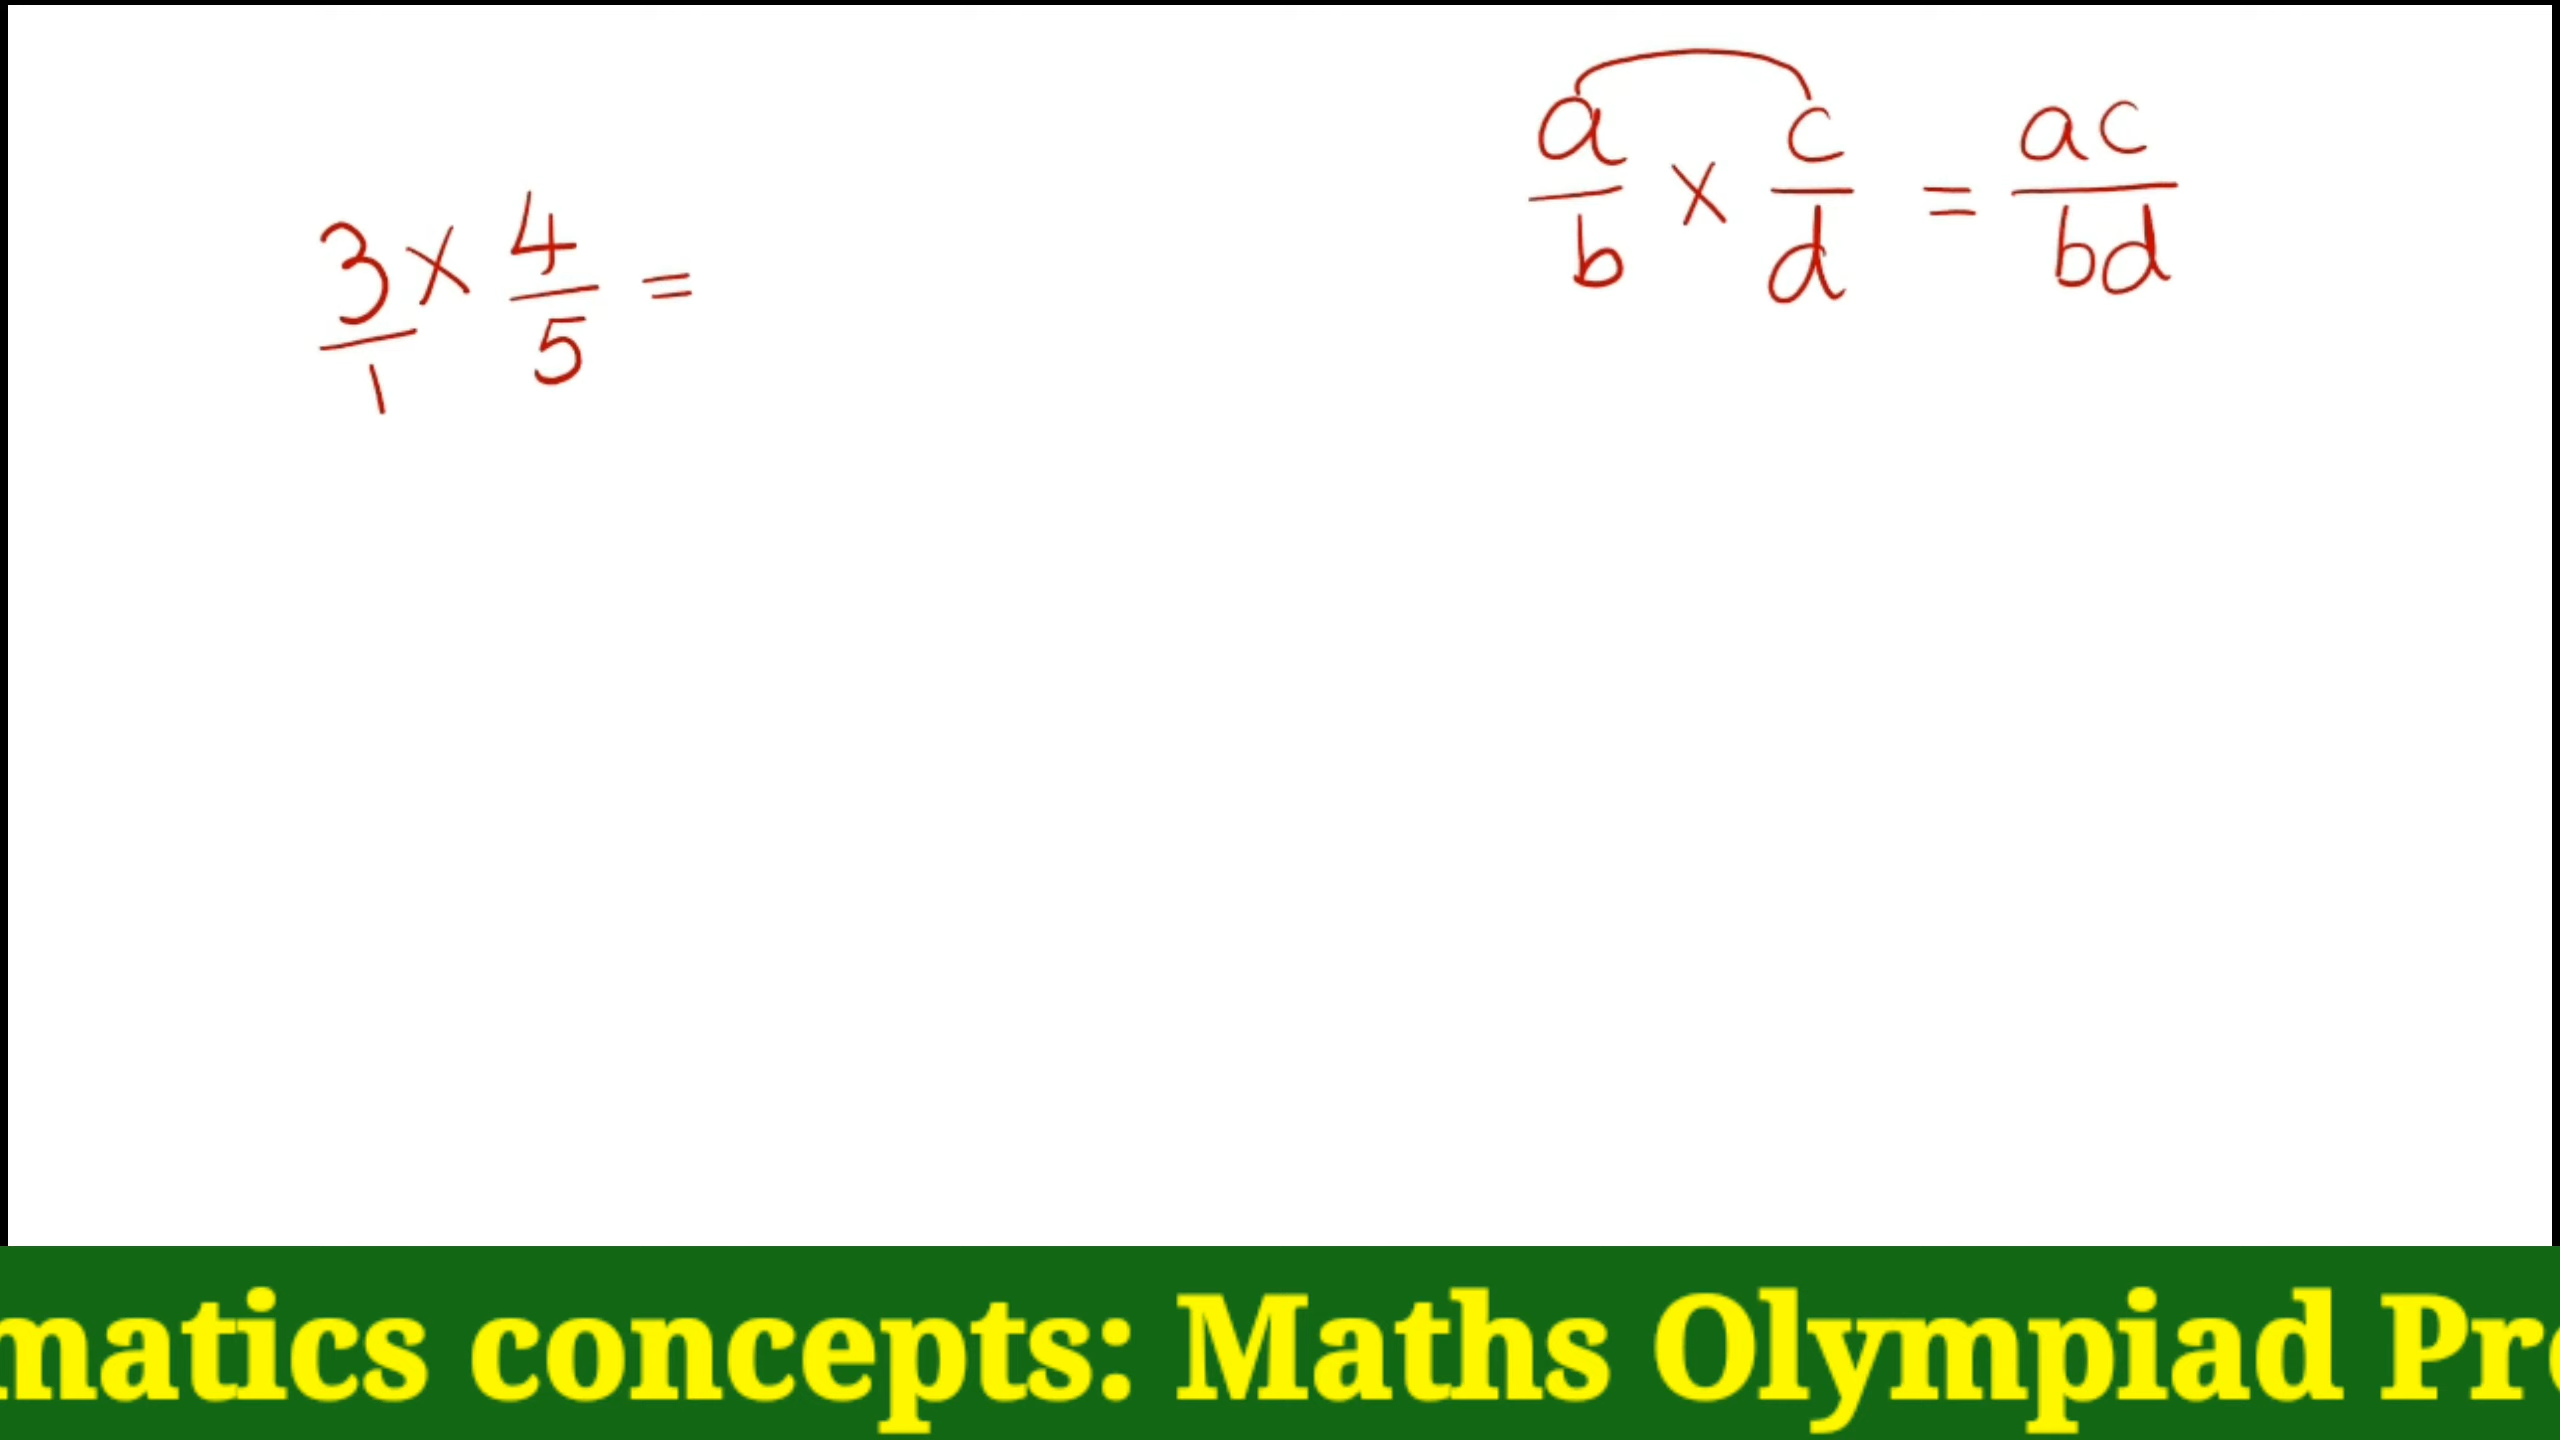 3/1 × 4/5 =
a/b × c/d = ac/bd
matics concepts: Maths Olympiad Pr